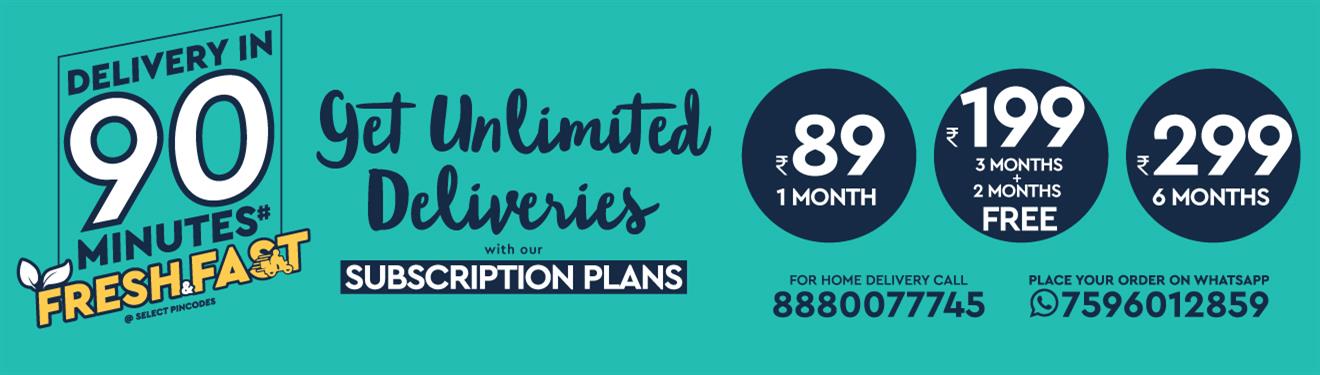 DELIVERY IN
90
MINUTES#
FRESH & FAST
@ SELECT PINCODES
Get Unlimited
Deliveries
with our
SUBSCRIPTION PLANS
₹89
1 MONTH
₹199
3 MONTHS
+
2 MONTHS
FREE
₹299
6 MONTHS
FOR HOME DELIVERY CALL
8880077745
PLACE YOUR ORDER ON WHATSAPP
7596012859